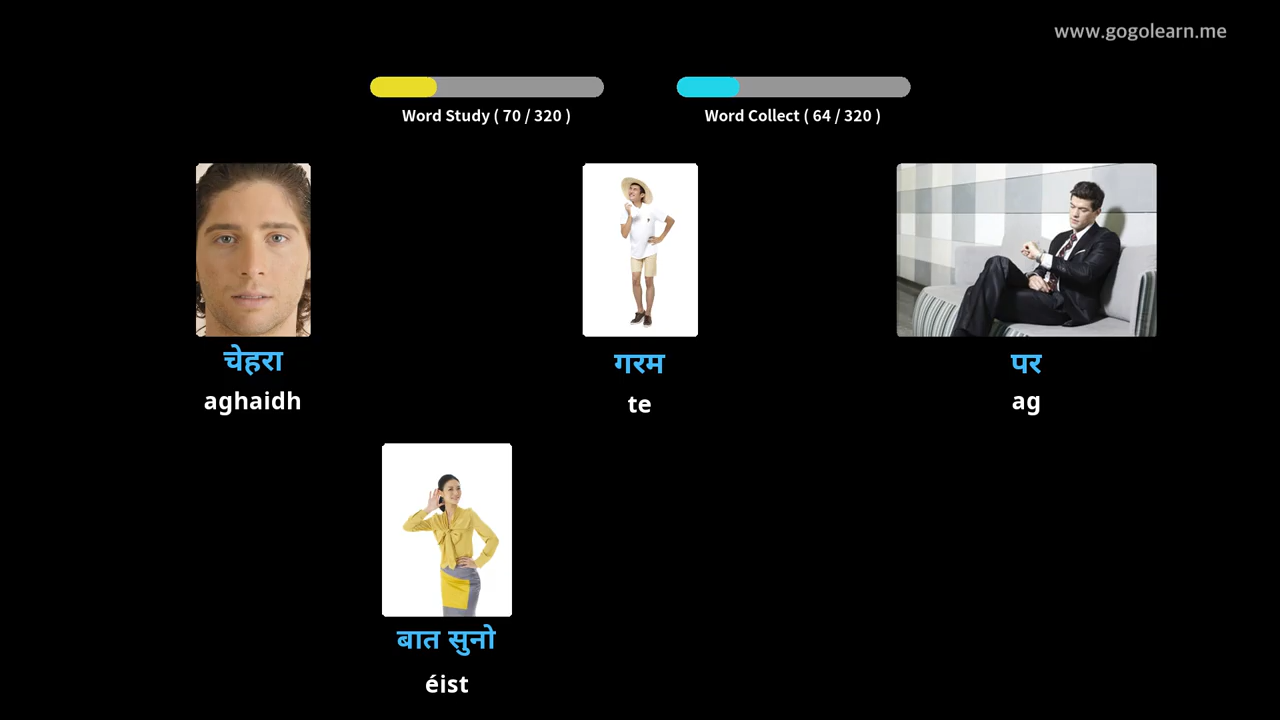 www.gogolearn.me
Word Study ( 70 / 320 )
Word Collect ( 64 / 320 )
चेहरा
aghaidh
गरम
te
पर
ag
बात सुनो
éist